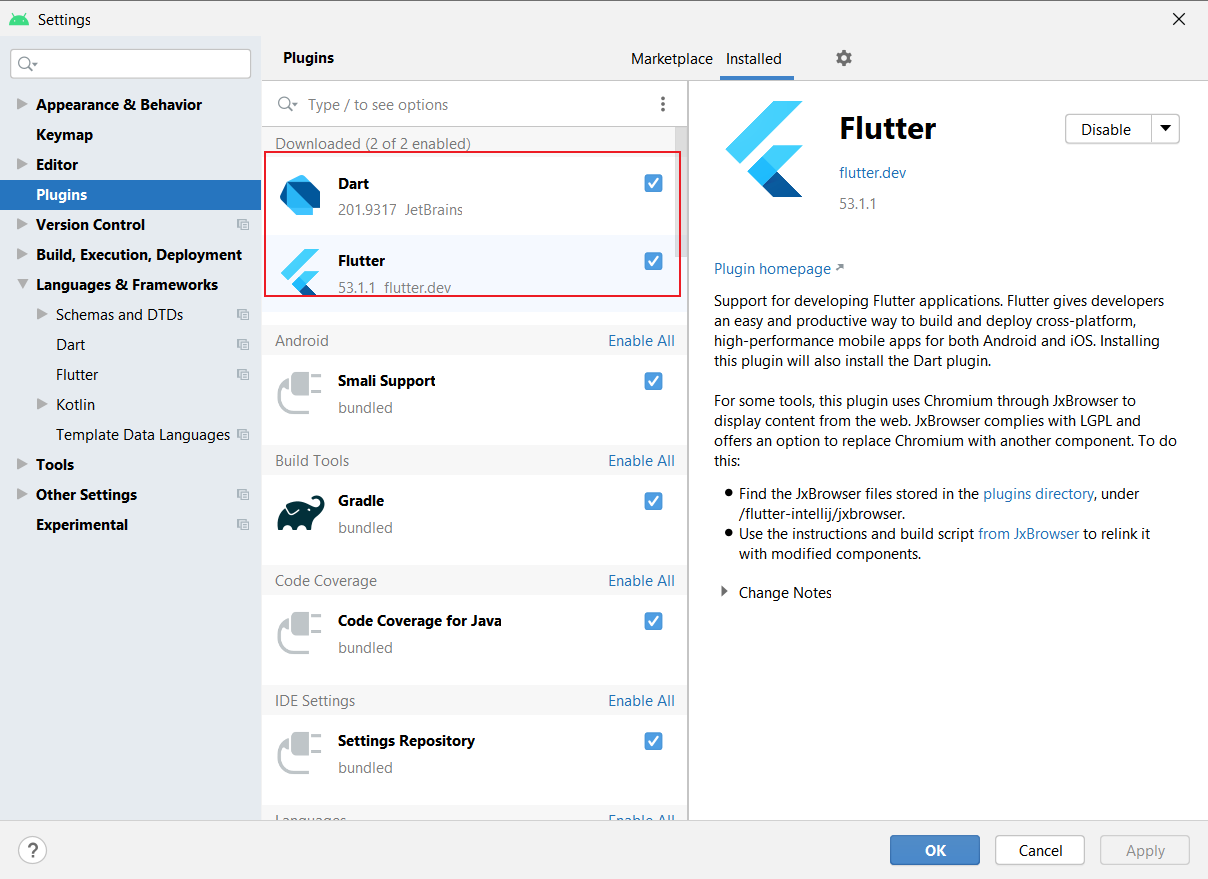 Settings
Appearance & Behavior
Keymap
Editor
Plugins
Version Control
Build, Execution, Deployment
Languages & Frameworks
Schemas and DTDs
Dart
Flutter
Kotlin
Template Data Languages
Tools
Other Settings
Experimental
Plugins
Marketplace
Installed
Type / to see options
Downloaded (2 of 2 enabled)
Dart
201.9317 JetBrains
Flutter
53.1.1 flutter.dev
Android
Enable All
Smali Support
bundled
Build Tools
Enable All
Gradle
bundled
Code Coverage
Enable All
Code Coverage for Java
bundled
IDE Settings
Enable All
Settings Repository
bundled
Languages
Enable All
Flutter
Disable
flutter.dev
53.1.1
Plugin homepage ↗
Support for developing Flutter applications. Flutter gives developers
an easy and productive way to build and deploy cross-platform,
high-performance mobile apps for both Android and iOS. Installing
this plugin will also install the Dart plugin.
For some tools, this plugin uses Chromium through JxBrowser to
display content from the web. JxBrowser complies with LGPL and
offers an option to replace Chromium with another component. To do
this:
• Find the JxBrowser files stored in the plugins directory, under
/flutter-intellij/jxbrowser.
• Use the instructions and build script from JxBrowser to relink it
with modified components.
Change Notes
?
OK
Cancel
Apply